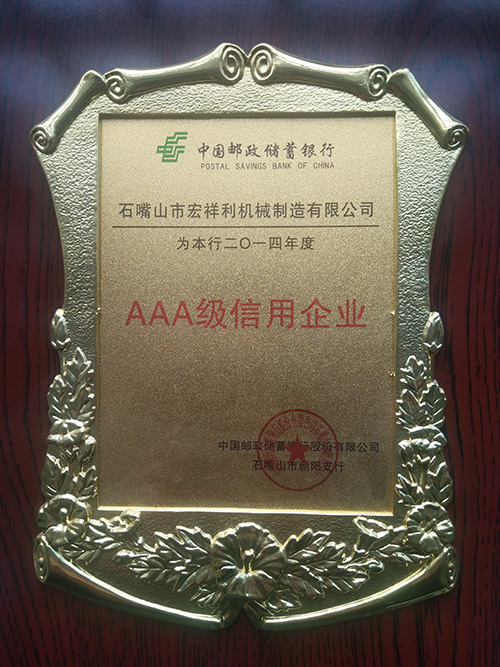 中国邮政储蓄银行
POSTAL SAVINGS BANK OF CHINA
石嘴山市宏祥利机械制造有限公司
为本行二〇一四年度
AAA级信用企业
中国邮政储蓄银行股份有限公司
石嘴山市朝阳支行